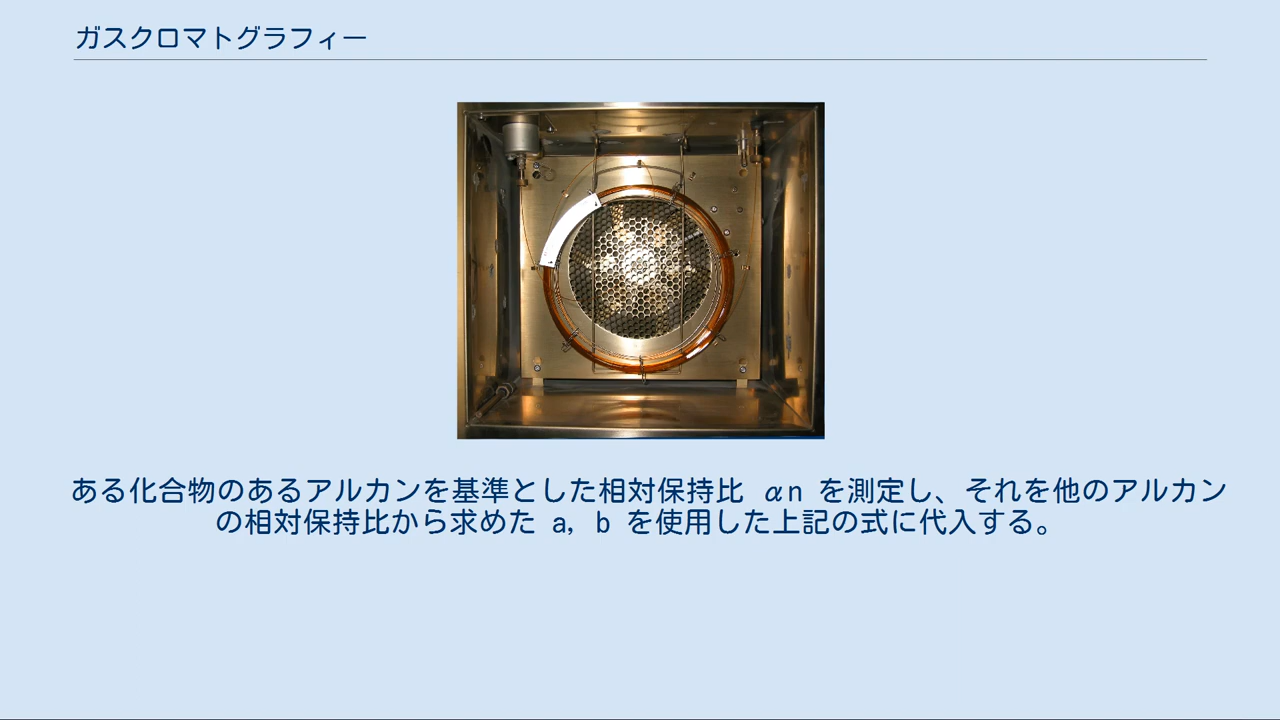 ガスクロマトグラフィー
ある化合物のあるアルカンを基準とした相対保持比 αn を測定し、それを他のアルカン
の相対保持比から求めた a, b を使用した上記の式に代入する。